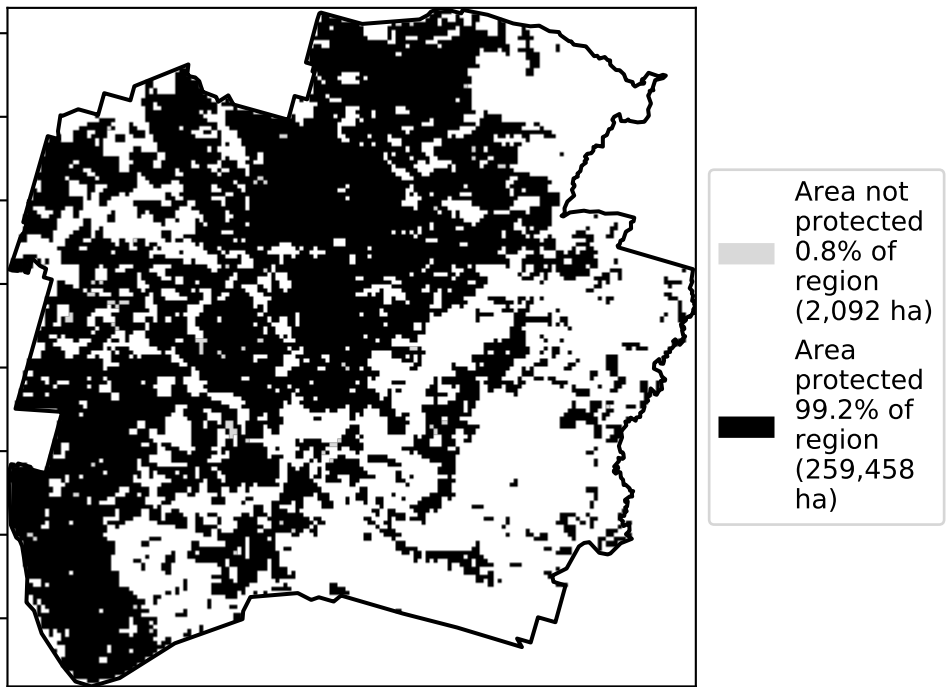 Area not
protected
0.8% of
region
(2,092 ha)
Area
protected
99.2% of
region
(259,458
ha)